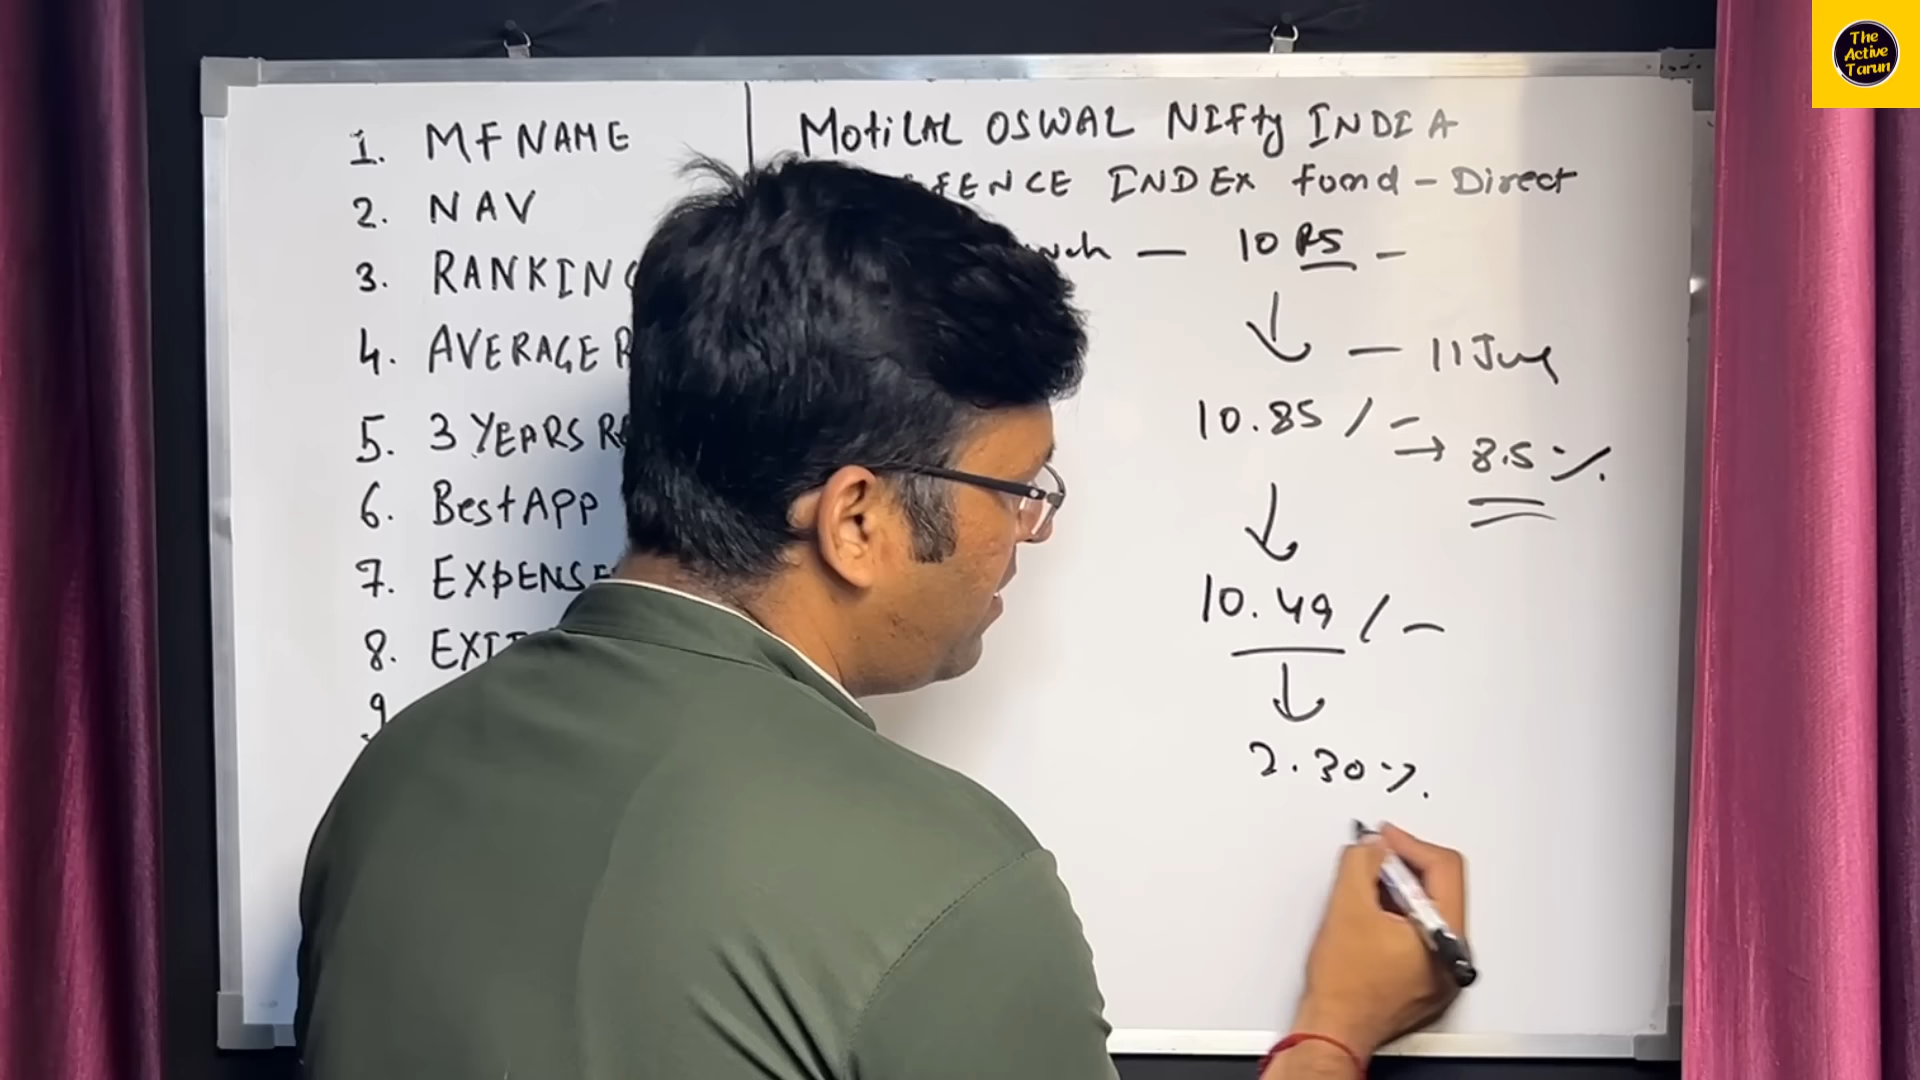 The
Active
Tarun
1. MF NAME
2. NAV
3. RANKING
4. AVERAGE
5. 3 YEARS
6. Best APP
7. EXPENSE
8. EXIT
9
MOtiLAL OSWAL NIfty INDIA
FENCE INDEX fund - Direct
— 10 RS —
— 11 July
10.85 /-
→ 8.5 %
10.49 / -
2.30 %.